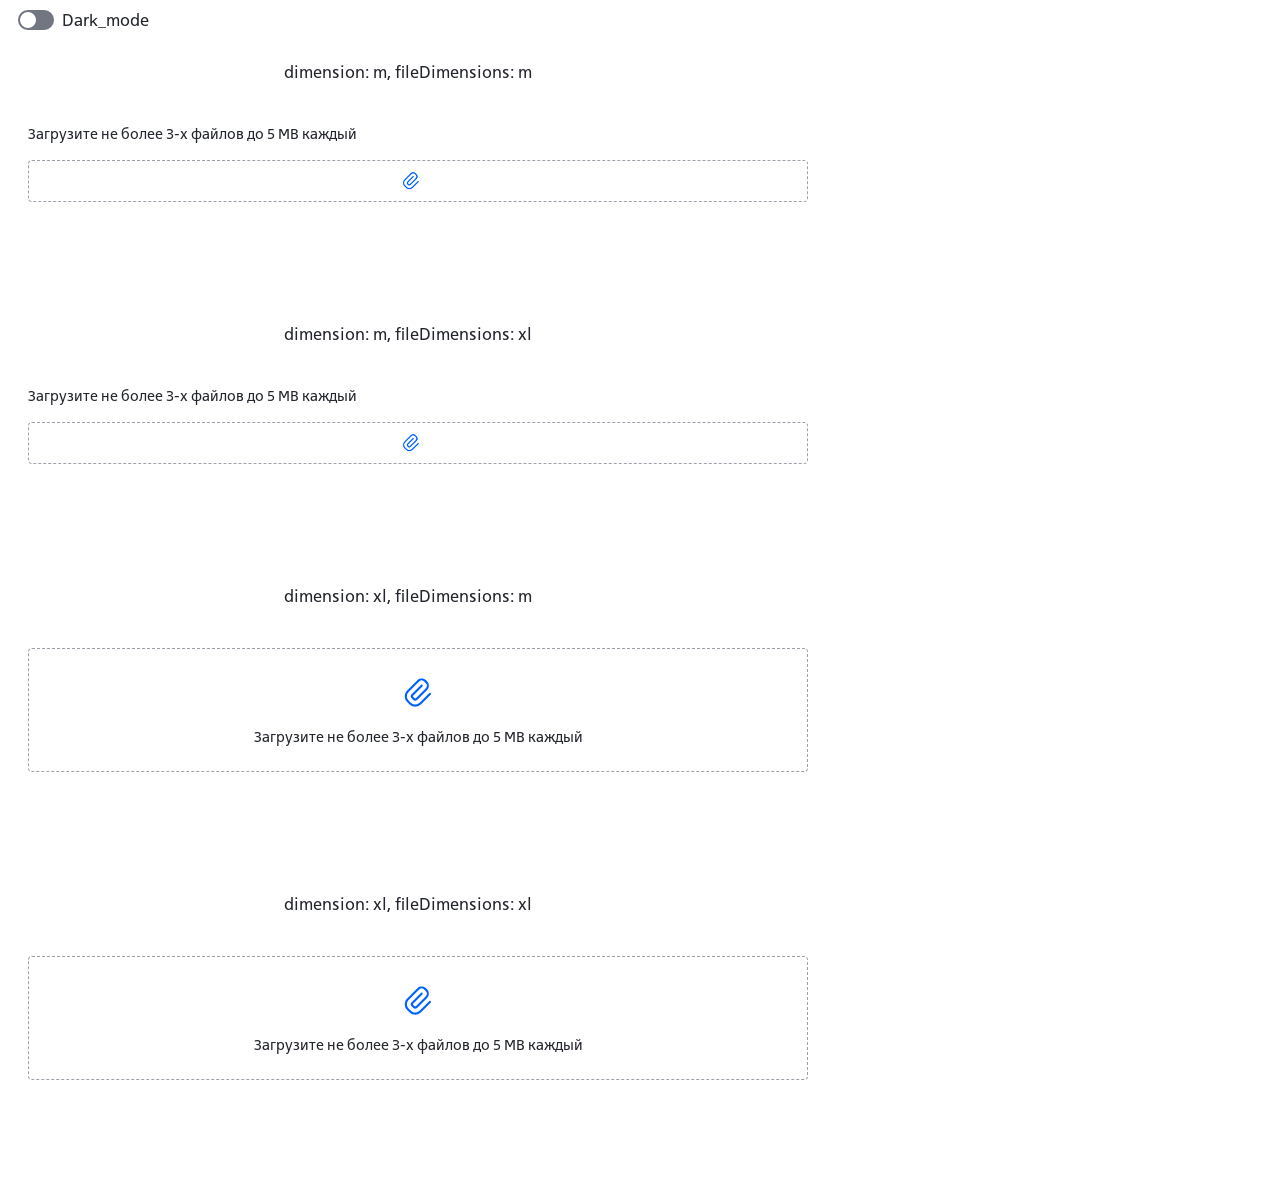 Dark_mode
dimension: m, fileDimensions: m
Загрузите не более 3-х файлов до 5 MB каждый
dimension: m, fileDimensions: xl
Загрузите не более 3-х файлов до 5 MB каждый
dimension: xl, fileDimensions: m
Загрузите не более 3-х файлов до 5 MB каждый
dimension: xl, fileDimensions: xl
Загрузите не более 3-х файлов до 5 MB каждый